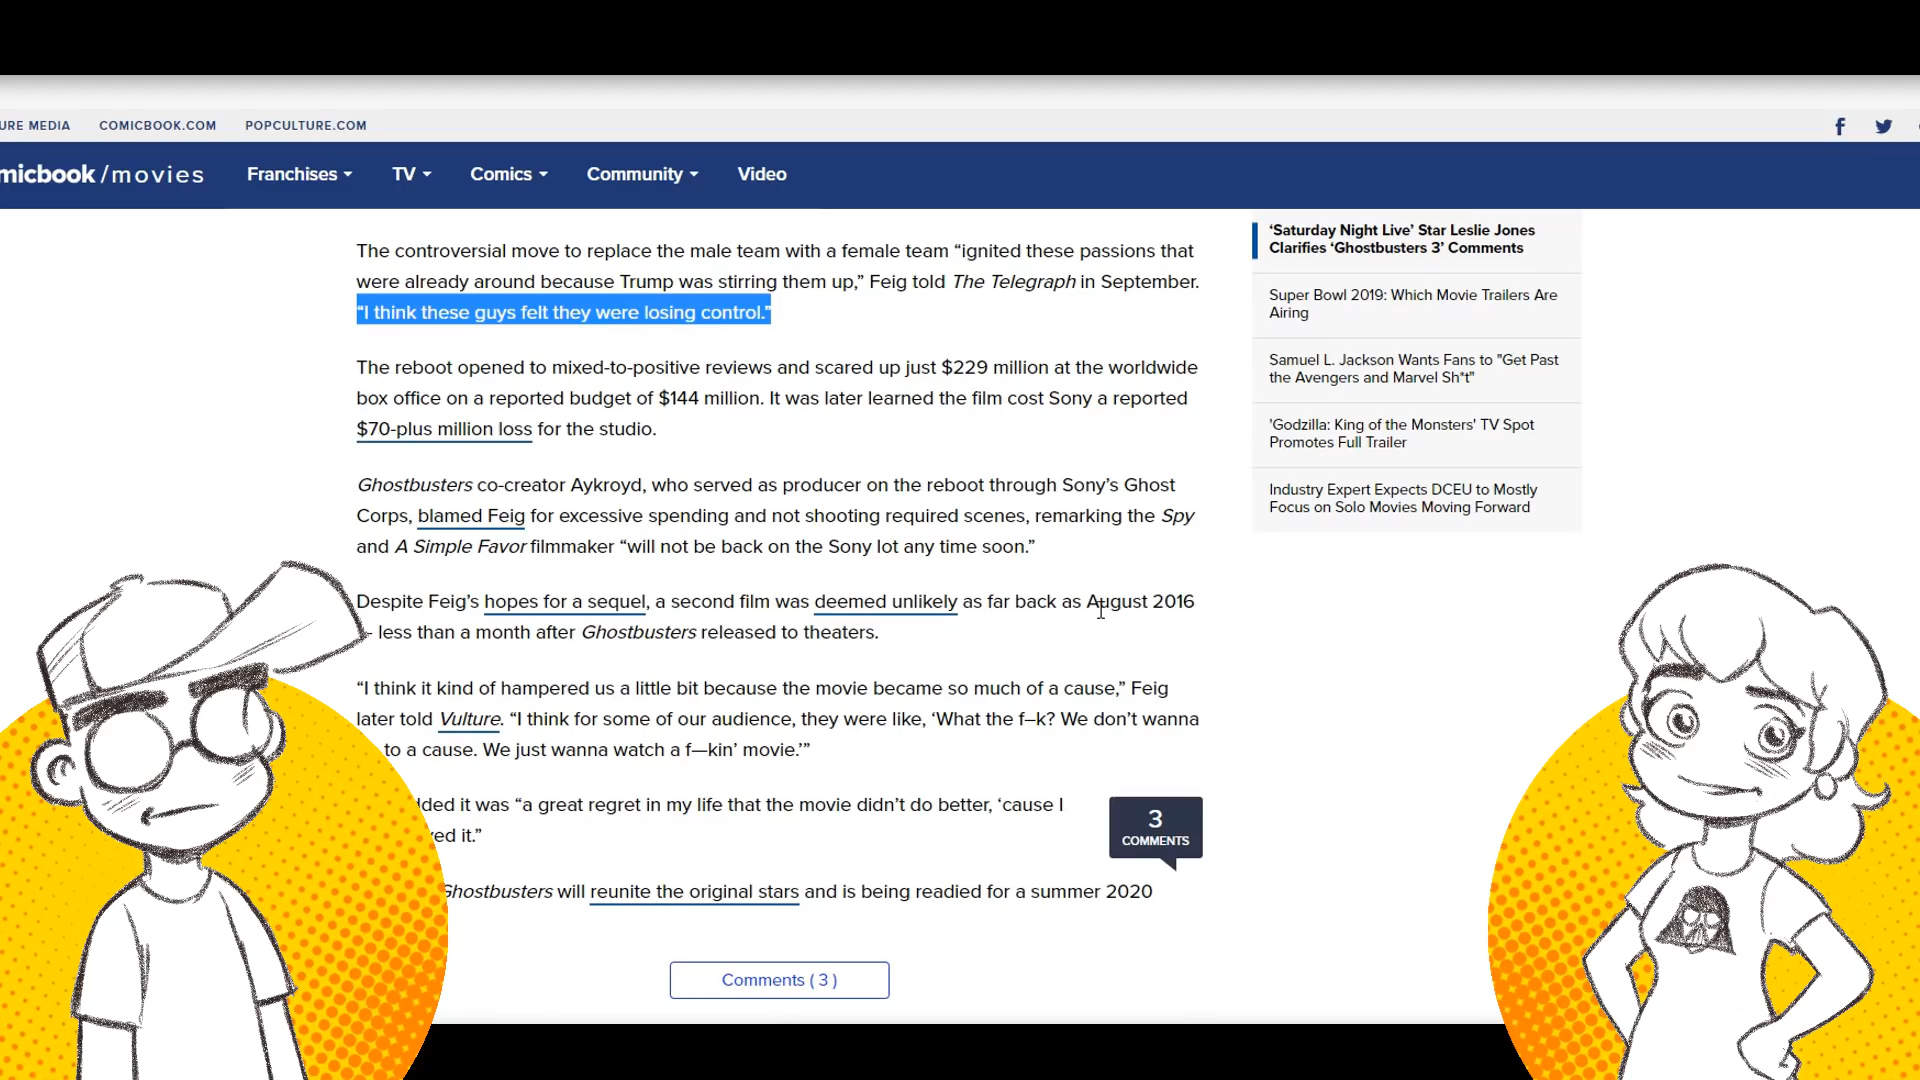 URE MEDIA COMICBOOK.COM POPCULTURE.COM
micbook /movies Franchises TV Comics Community Video
The controversial move to replace the male team with a female team “ignited these passions that
were already around because Trump was stirring them up,” Feig told The Telegraph in September.
“I think these guys felt they were losing control.”
The reboot opened to mixed-to-positive reviews and scared up just $229 million at the worldwide
box office on a reported budget of $144 million. It was later learned the film cost Sony a reported
$70-plus million loss for the studio.
Ghostbusters co-creator Aykroyd, who served as producer on the reboot through Sony’s Ghost
Corps, blamed Feig for excessive spending and not shooting required scenes, remarking the Spy
and A Simple Favor filmmaker “will not be back on the Sony lot any time soon.”
Despite Feig’s hopes for a sequel, a second film was deemed unlikely as far back as August 2016
- less than a month after Ghostbusters released to theaters.
“I think it kind of hampered us a little bit because the movie became so much of a cause,” Feig
later told Vulture. “I think for some of our audience, they were like, ‘What the f–k? We don’t wanna
to a cause. We just wanna watch a f—kin’ movie.’”
dded it was “a great regret in my life that the movie didn’t do better, ‘cause I
ved it.”
Ghostbusters will reunite the original stars and is being readied for a summer 2020
3
COMMENTS
Comments ( 3 )
‘Saturday Night Live’ Star Leslie Jones
Clarifies ‘Ghostbusters 3’ Comments
Super Bowl 2019: Which Movie Trailers Are
Airing
Samuel L. Jackson Wants Fans to "Get Past
the Avengers and Marvel Sh*t"
'Godzilla: King of the Monsters' TV Spot
Promotes Full Trailer
Industry Expert Expects DCEU to Mostly
Focus on Solo Movies Moving Forward